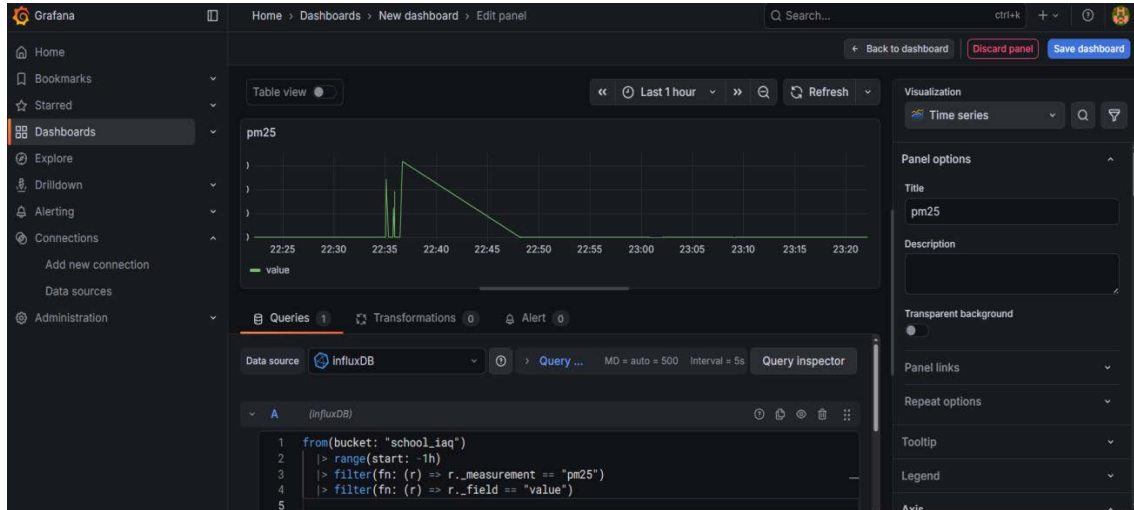 Grafana
Home › Dashboards › New dashboard › Edit panel
Search...
ctrl+k
Home
Bookmarks
Starred
Dashboards
Explore
Drilldown
Alerting
Connections
Add new connection
Data sources
Administration
Back to dashboard
Discard panel
Save dashboard
Table view
Last 1 hour
Refresh
pm25
22:25 22:30 22:35 22:40 22:45 22:50 22:55 23:00 23:05 23:10 23:15 23:20
value
Queries 1
Transformations 0
Alert 0
Data source
influxDB
Query ...
MD = auto = 500
Interval = 5s
Query inspector
A (influxDB)
1 from(bucket: "school_iaq")
2 |> range(start: -1h)
3 |> filter(fn: (r) => r._measurement == "pm25")
4 |> filter(fn: (r) => r._field == "value")
5
Visualization
Time series
Panel options
Title
pm25
Description
Transparent background
Panel links
Repeat options
Tooltip
Legend
Axis